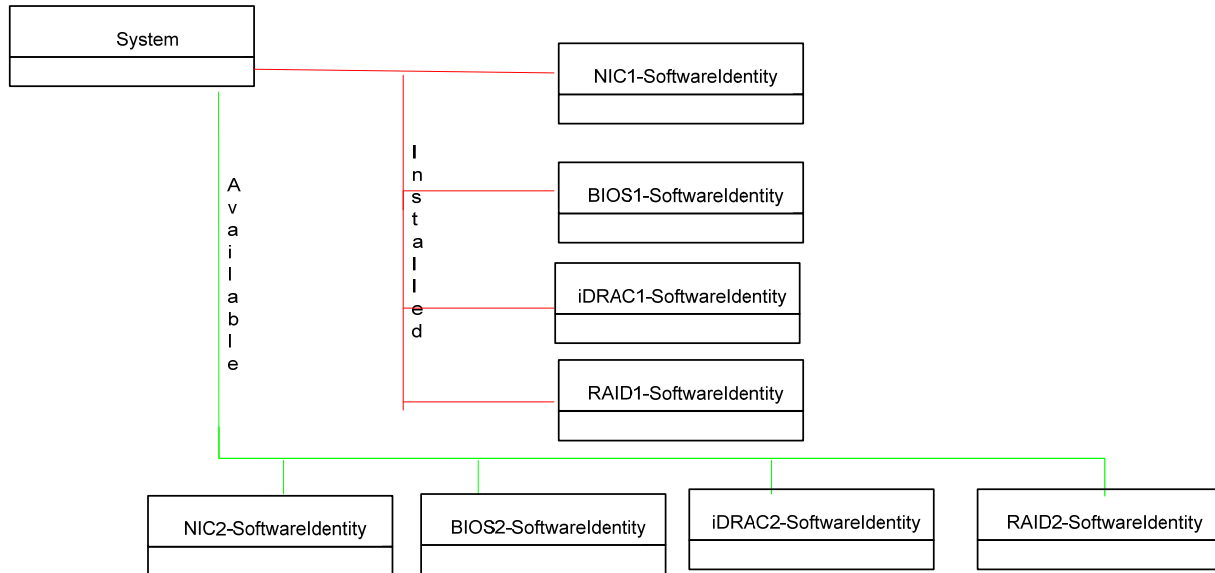 System
NIC1-SoftwareIdentity
BIOS1-SoftwareIdentity
iDRAC1-SoftwareIdentity
RAID1-SoftwareIdentity
Available
Installed
NIC2-SoftwareIdentity
BIOS2-SoftwareIdentity
iDRAC2-SoftwareIdentity
RAID2-SoftwareIdentity